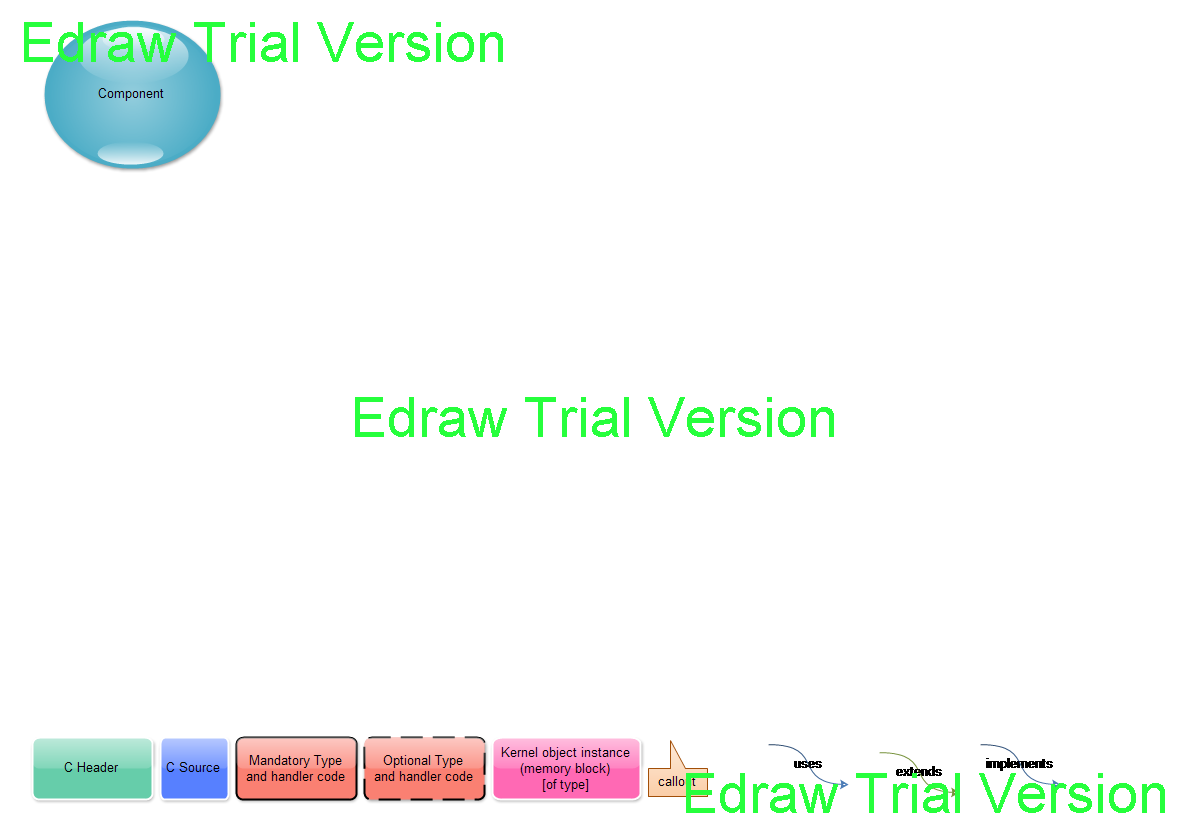 Edraw Trial Version
Component
Edraw Trial Version
C Header
C Source
Mandatory Type
and handler code
Optional Type
and handler code
Kernel object instance
(memory block)
[of type]
callout
uses
extends
implements
Edraw Trial Version